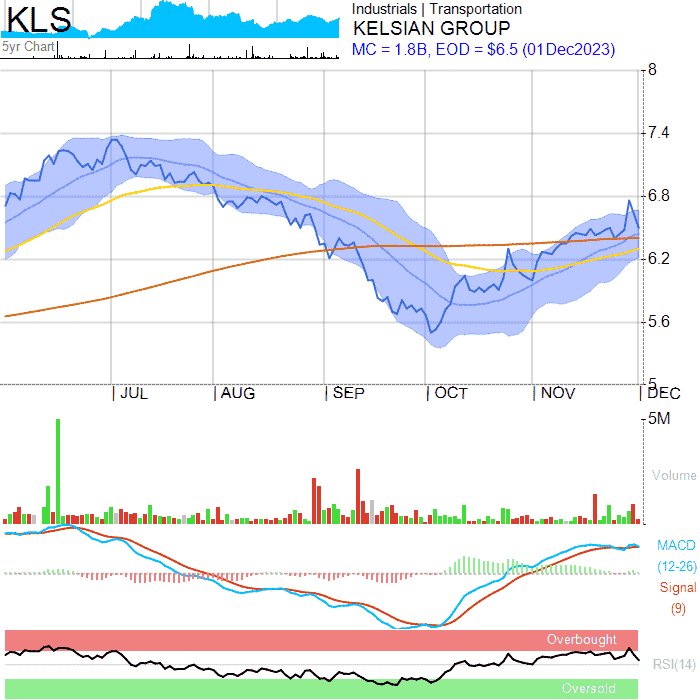 KLS
5yr Chart
Industrials | Transportation
KELSIAN GROUP
MC = 1.8B, EOD = $6.5 (01Dec2023)
8
7.4
6.8
6.2
5.6
5
| JUL | AUG | SEP | OCT | NOV | DEC
5M
Volume
MACD
(12-26)
Signal
(9)
Overbought
RSI(14)
Oversold